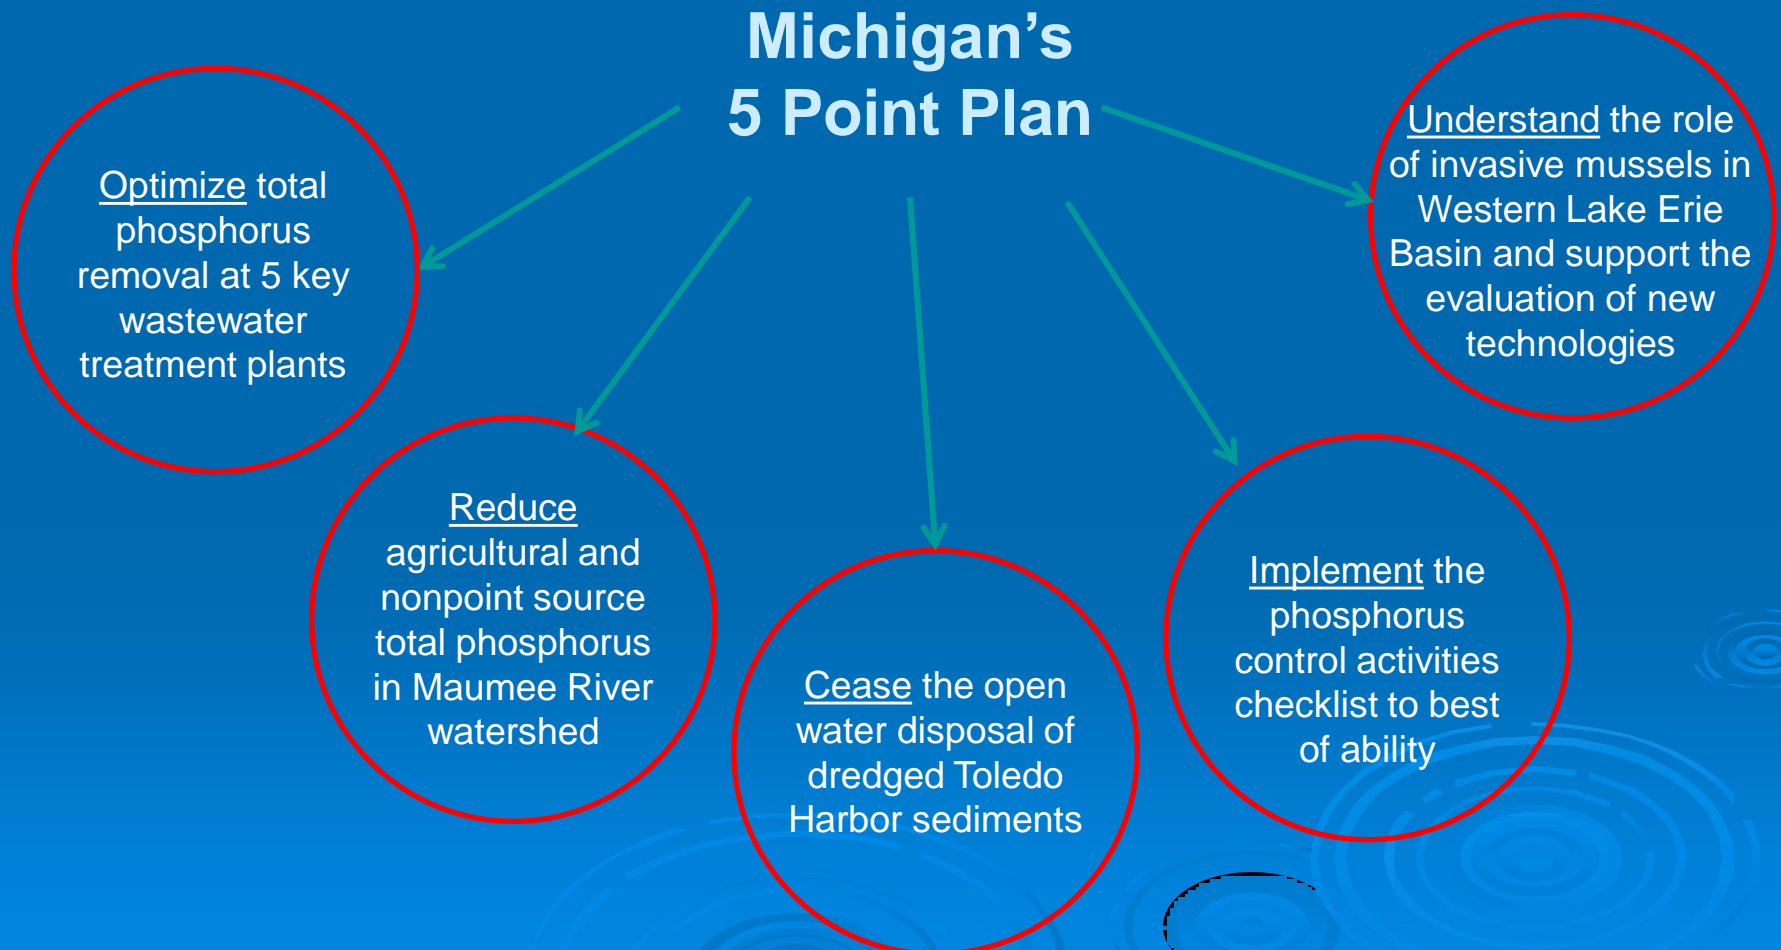 Michigan’s
5 Point Plan
Optimize total
phosphorus
removal at 5 key
wastewater
treatment plants
Reduce
agricultural and
nonpoint source
total phosphorus
in Maumee River
watershed
Cease the open
water disposal of
dredged Toledo
Harbor sediments
Implement the
phosphorus
control activities
checklist to best
of ability
Understand the role
of invasive mussels in
Western Lake Erie
Basin and support the
evaluation of new
technologies